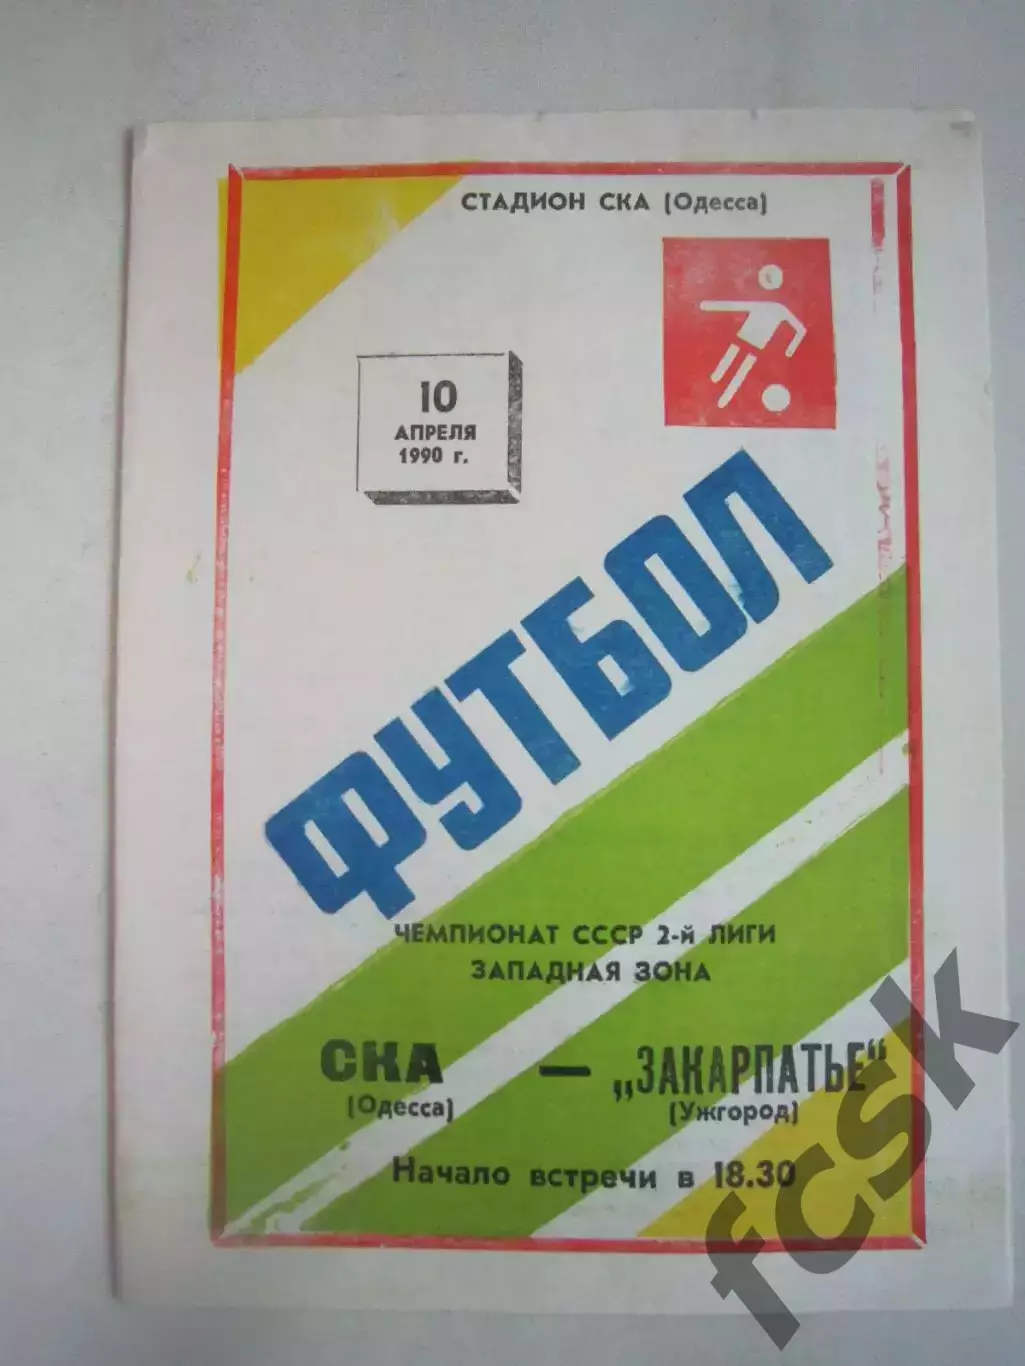 СТАДИОН СКА (Одесса)
10
АПРЕЛЯ
1990 г.
ФУТБОЛ
ЧЕМПИОНАТ СССР 2-й ЛИГИ
ЗАПАДНАЯ ЗОНА
СКА — „ЗАКАРПАТЬЕ"
(Одесса) (Ужгород)
Начало встречи в 18.30
fcsk